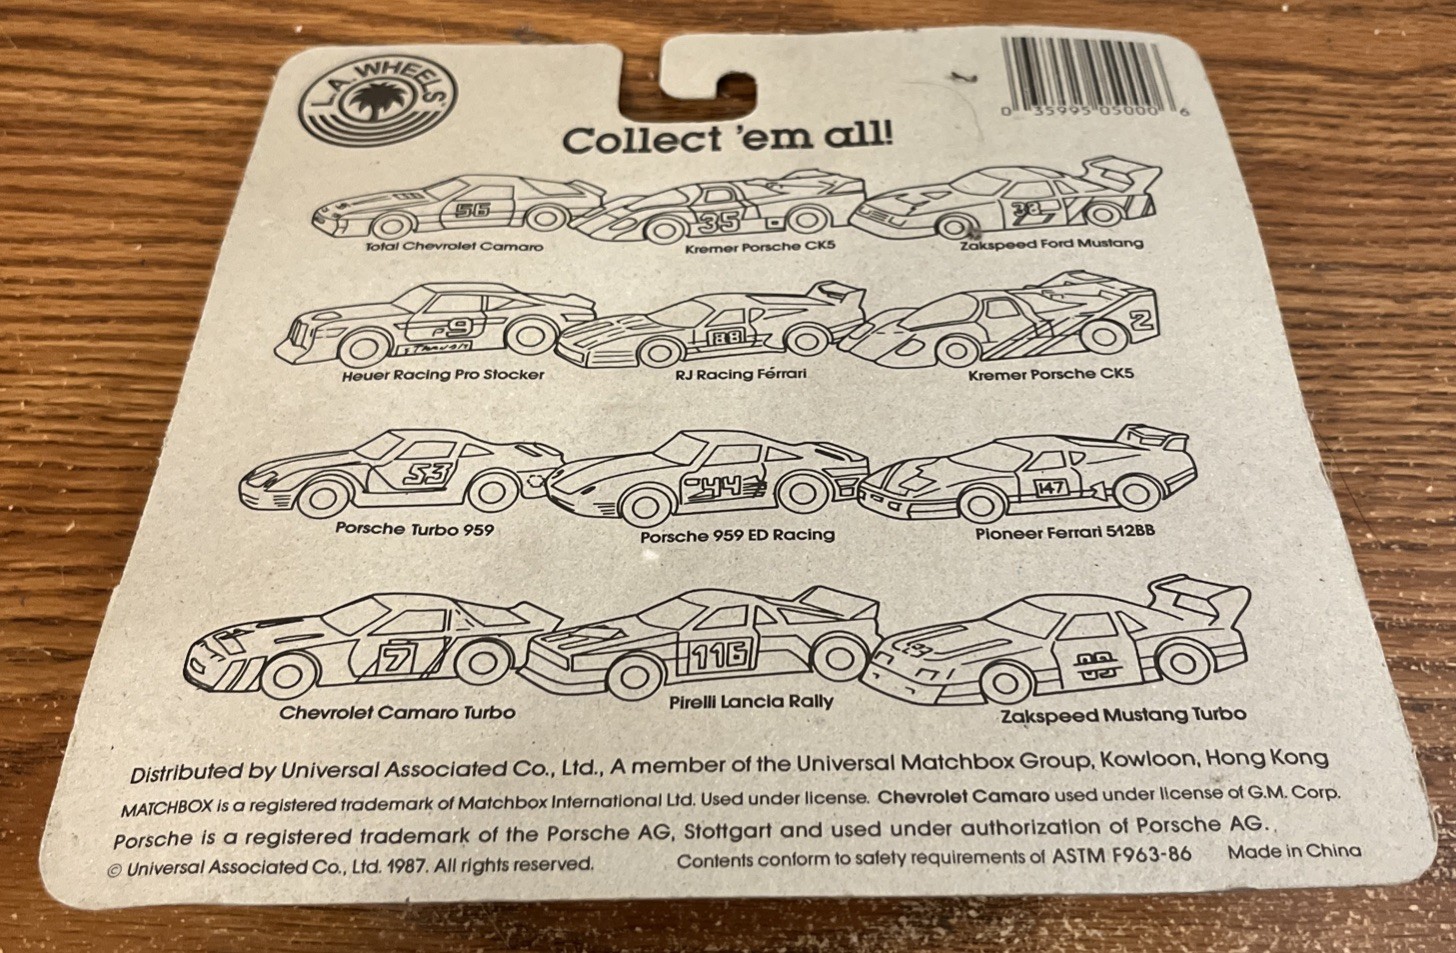 L.A. WHEELS
0 35995 05000 6
Collect 'em all!
56
35
Total Chevrolet Camaro
Kremer Porsche CK5
Zakspeed Ford Mustang
P9
88
2
Heuer Racing Pro Stocker
RJ Racing Férrari
Kremer Porsche CK5
53
44
147
Porsche Turbo 959
Porsche 959 ED Racing
Pioneer Ferrari 512BB
7
116
Chevrolet Camaro Turbo
Pirelli Lancia Rally
Zakspeed Mustang Turbo
Distributed by Universal Associated Co., Ltd., A member of the Universal Matchbox Group, Kowloon, Hong Kong
MATCHBOX is a registered trademark of Matchbox International Ltd. Used under license. Chevrolet Camaro used under license of G.M. Corp.
Porsche is a registered trademark of the Porsche AG, Stottgart and used under authorization of Porsche AG.
© Universal Associated Co., Ltd. 1987. All rights reserved. Contents conform to safety requirements of ASTM F963-86 Made in China